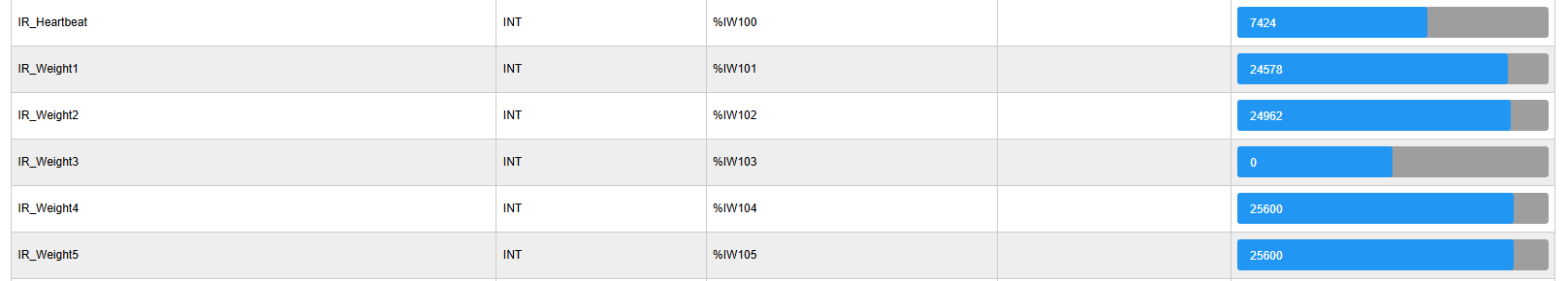 IR_Heartbeat INT %IW100 7424
IR_Weight1 INT %IW101 24578
IR_Weight2 INT %IW102 24962
IR_Weight3 INT %IW103 0
IR_Weight4 INT %IW104 25600
IR_Weight5 INT %IW105 25600